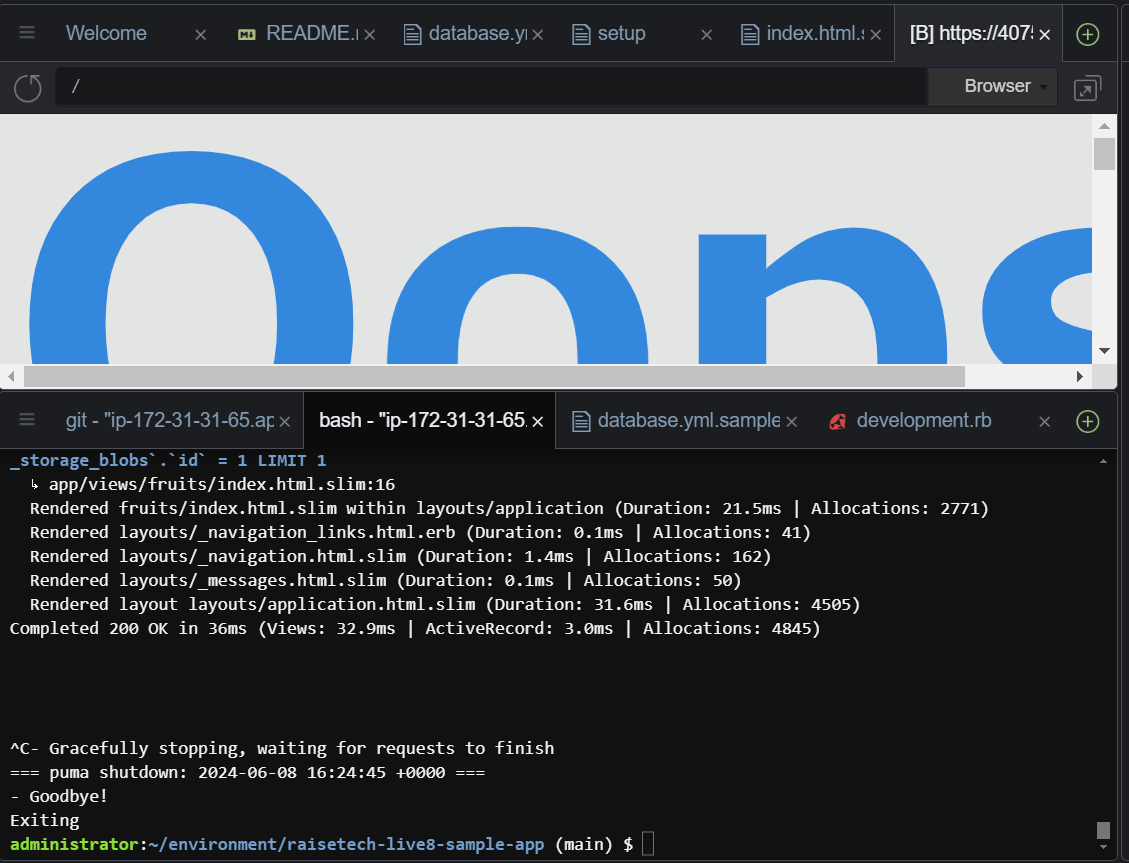 Welcome × README.r × database.yr × setup × index.html.s × [B] https://407! ×
/ Browser
Oops
git - "ip-172-31-31-65.ap × bash - "ip-172-31-31-65. × database.yml.sample × development.rb ×
_storage_blobs`.`id` = 1 LIMIT 1
↳ app/views/fruits/index.html.slim:16
Rendered fruits/index.html.slim within layouts/application (Duration: 21.5ms | Allocations: 2771)
Rendered layouts/_navigation_links.html.erb (Duration: 0.1ms | Allocations: 41)
Rendered layouts/_navigation.html.slim (Duration: 1.4ms | Allocations: 162)
Rendered layouts/_messages.html.slim (Duration: 0.1ms | Allocations: 50)
Rendered layout layouts/application.html.slim (Duration: 31.6ms | Allocations: 4505)
Completed 200 OK in 36ms (Views: 32.9ms | ActiveRecord: 3.0ms | Allocations: 4845)
^C- Gracefully stopping, waiting for requests to finish
=== puma shutdown: 2024-06-08 16:24:45 +0000 ===
- Goodbye!
Exiting
administrator:~/environment/raisetech-live8-sample-app (main) $